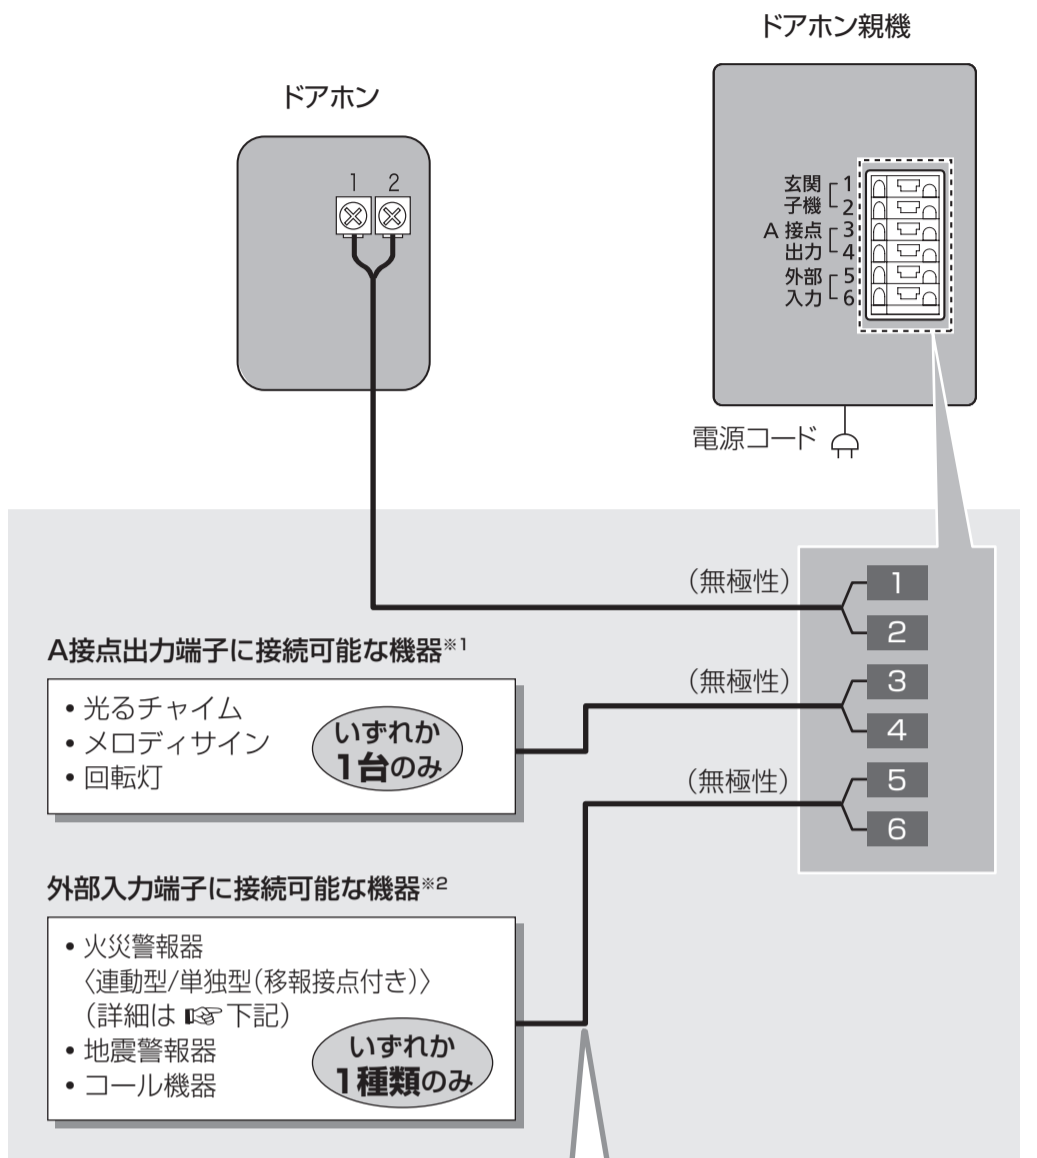 ドアホン親機
ドアホン
1 2
玄関 1
子機 2
A 接点 3
出力 4
外部 5
入力 6
電源コード
(無極性)
1
2
A接点出力端子に接続可能な機器※1
• 光るチャイム
• メロディサイン
• 回転灯
いずれか
1台のみ
(無極性)
3
4
(無極性)
5
6
外部入力端子に接続可能な機器※2
• 火災警報器
〈連動型/単独型(移報接点付き)〉
(詳細は ☞ 下記)
• 地震警報器
• コール機器
いずれか
1種類のみ